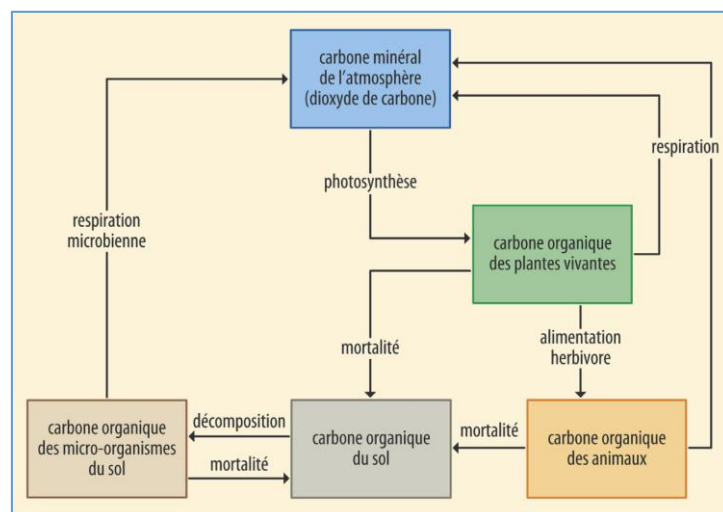 carbone minéral
de l'atmosphère
(dioxyde de carbone)
respiration
photosynthèse
respiration
microbienne
carbone organique
des plantes vivantes
mortalité
alimentation
herbivore
carbone organique
des micro-organismes
du sol
décomposition
mortalité
carbone organique
du sol
mortalité
carbone organique
des animaux